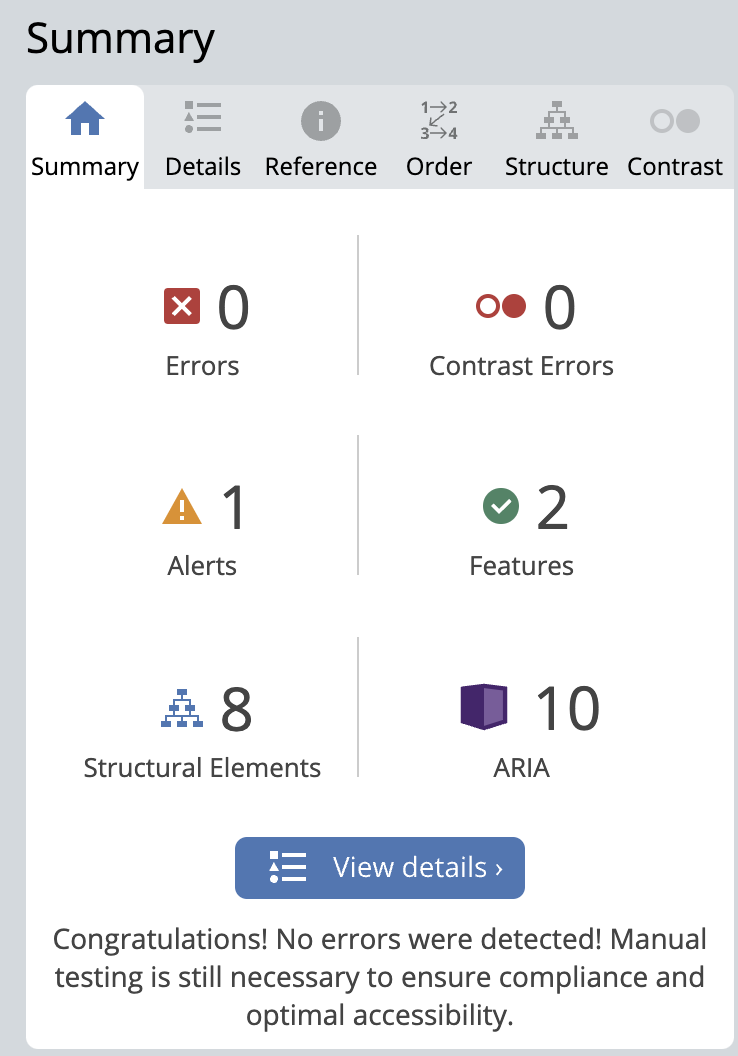 Summary
1→2
3→4
Summary Details Reference Order Structure Contrast
0
Errors
0
Contrast Errors
1
Alerts
2
Features
8
Structural Elements
10
ARIA
View details ›
Congratulations! No errors were detected! Manual
testing is still necessary to ensure compliance and
optimal accessibility.